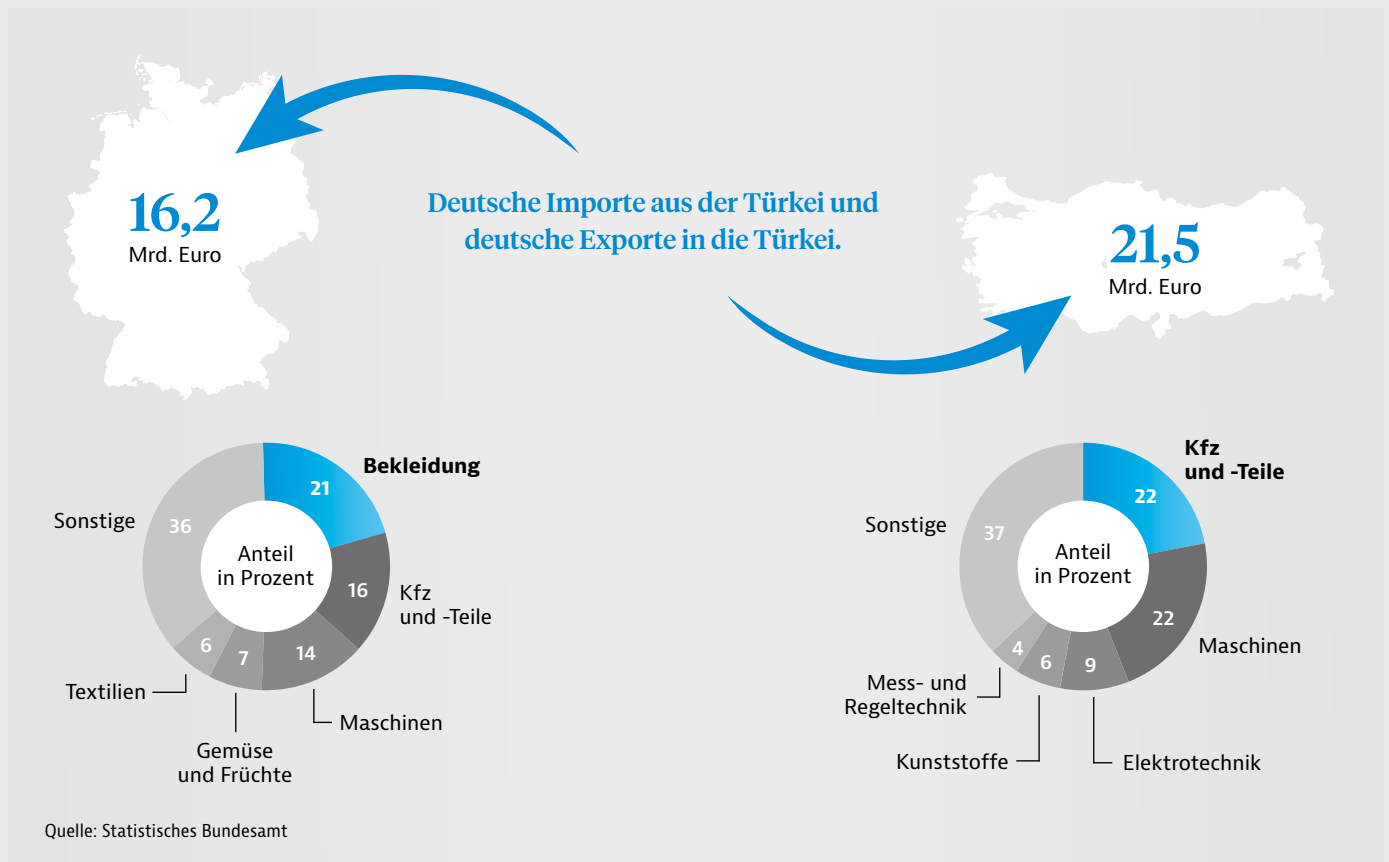 16,2
Mrd. Euro
Deutsche Importe aus der Türkei und
deutsche Exporte in die Türkei.
21,5
Mrd. Euro
Bekleidung
21
Sonstige
36
Anteil
in Prozent
16
Kfz
und -Teile
6
7
14
Textilien
Maschinen
Gemüse
und Früchte
Kfz
und -Teile
22
Sonstige
37
Anteil
in Prozent
22
Maschinen
4
6
9
Mess- und
Regeltechnik
Kunststoffe
Elektrotechnik
Quelle: Statistisches Bundesamt